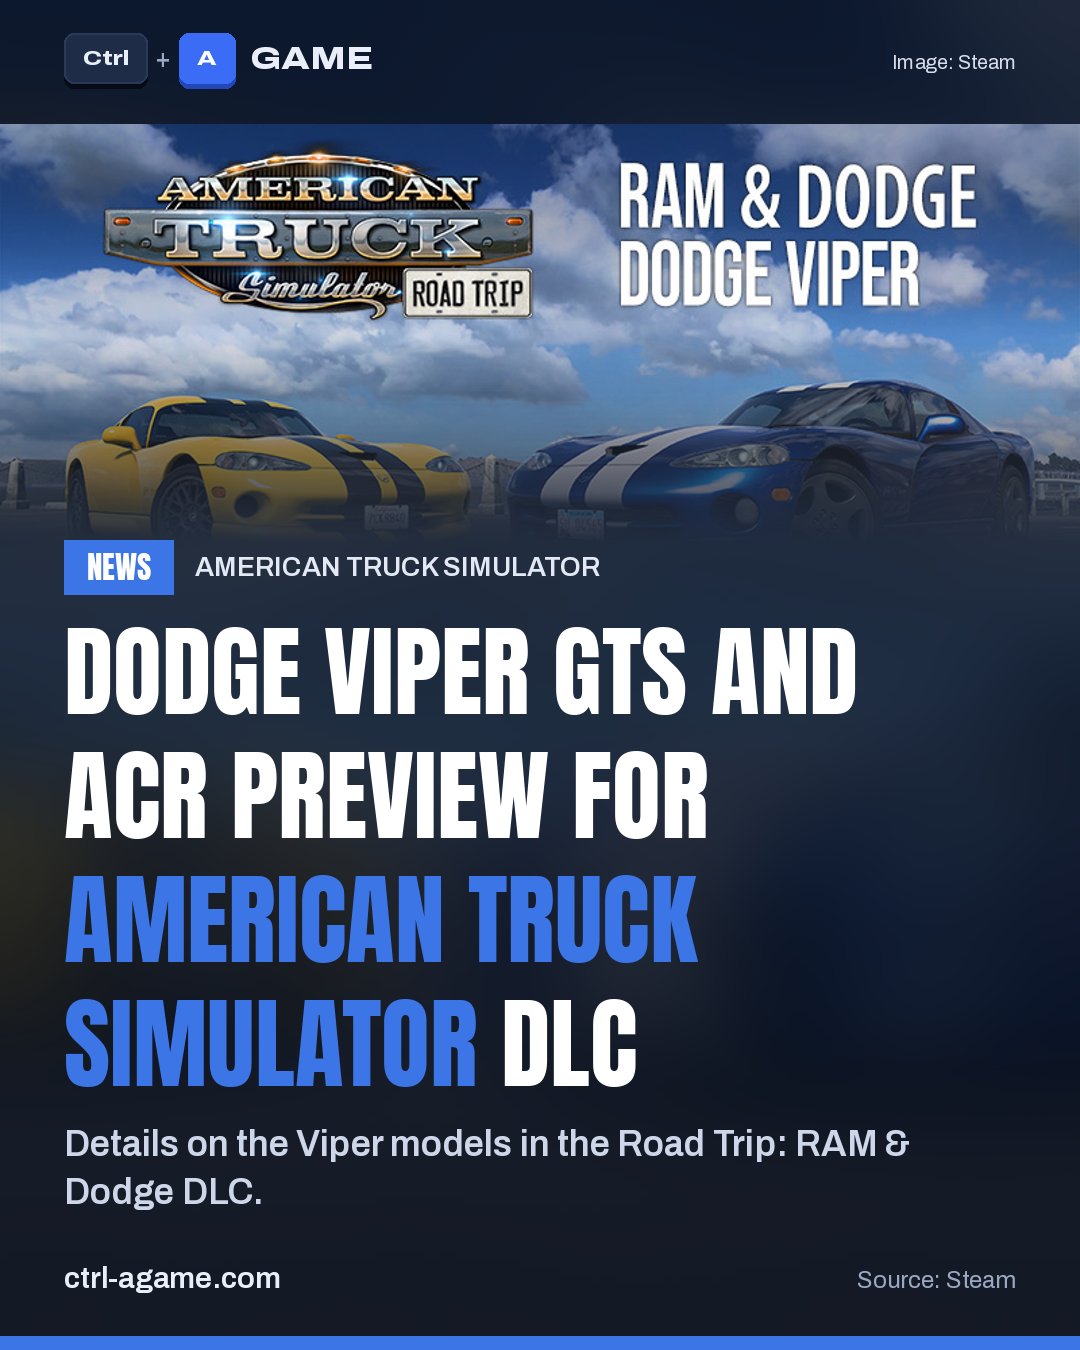 Ctrl + A GAME
Image: Steam
AMERICAN
TRUCK
Simulator ROAD TRIP
RAM & DODGE
DODGE VIPER
NEWS AMERICAN TRUCK SIMULATOR
DODGE VIPER GTS AND
ACR PREVIEW FOR
AMERICAN TRUCK
SIMULATOR DLC
Details on the Viper models in the Road Trip: RAM &
Dodge DLC.
ctrl-agame.com
Source: Steam